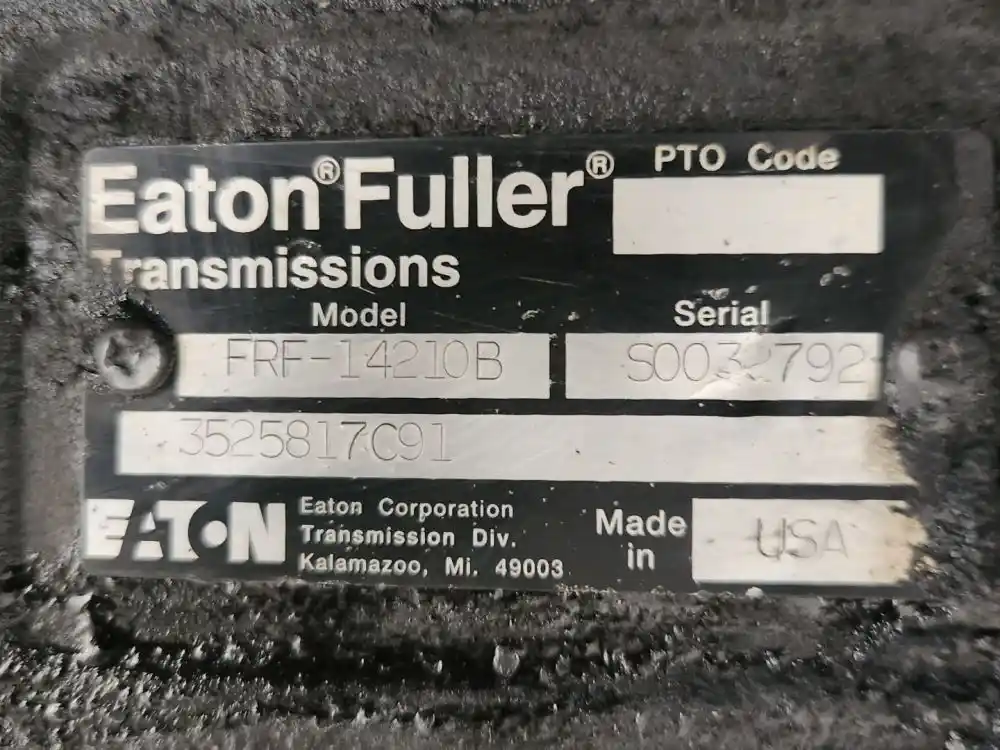 Eaton® Fuller®
Transmissions
PTO Code
Model
FRF-14210B
Serial
S0032792
3525817C91
EATON
Eaton Corporation
Transmission Div.
Kalamazoo, Mi. 49003
Made
in
USA